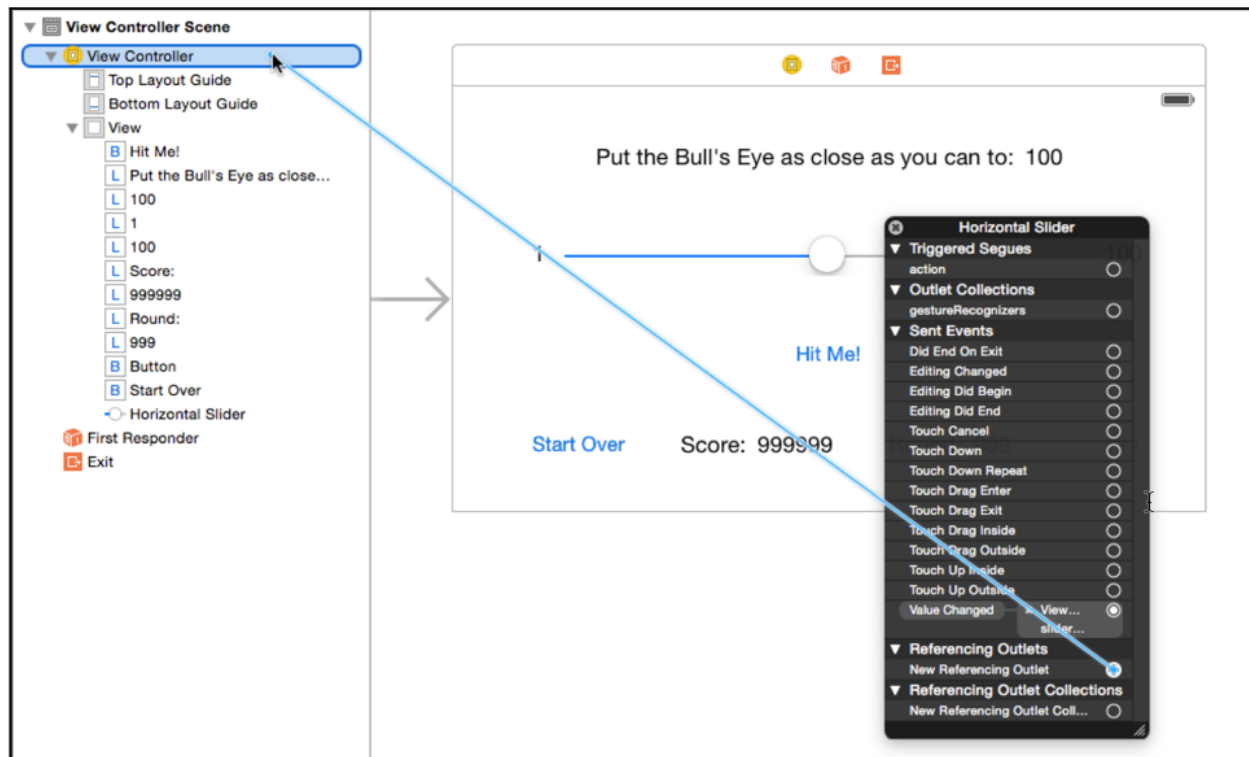 View Controller Scene
View Controller
Top Layout Guide
Bottom Layout Guide
View
B Hit Me!
L Put the Bull's Eye as close...
L 100
L 1
L 100
L Score:
L 999999
L Round:
L 999
B Button
B Start Over
Horizontal Slider
First Responder
Exit
Put the Bull's Eye as close as you can to: 100
1
100
Hit Me!
Start Over
Score: 999999
Horizontal Slider
Triggered Segues
action
Outlet Collections
gestureRecognizers
Sent Events
Did End On Exit
Editing Changed
Editing Did Begin
Editing Did End
Touch Cancel
Touch Down
Touch Down Repeat
Touch Drag Enter
Touch Drag Exit
Touch Drag Inside
Touch Drag Outside
Touch Up Inside
Touch Up Outside
Value Changed
View...
slider...
Referencing Outlets
New Referencing Outlet
Referencing Outlet Collections
New Referencing Outlet Coll...